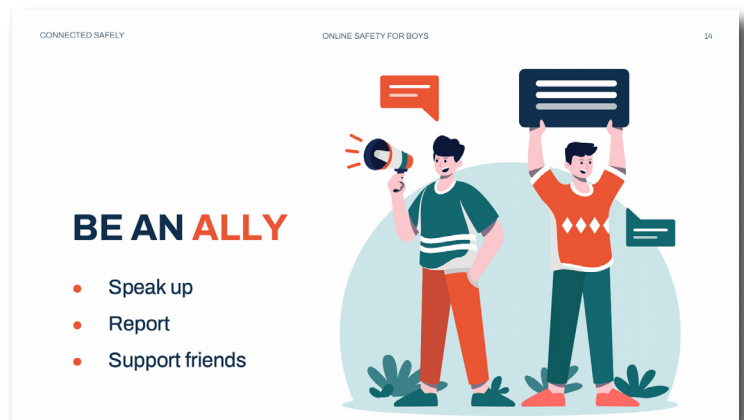 CONNECTED SAFELY
ONLINE SAFETY FOR BOYS
14
BE AN ALLY
Speak up
Report
Support friends